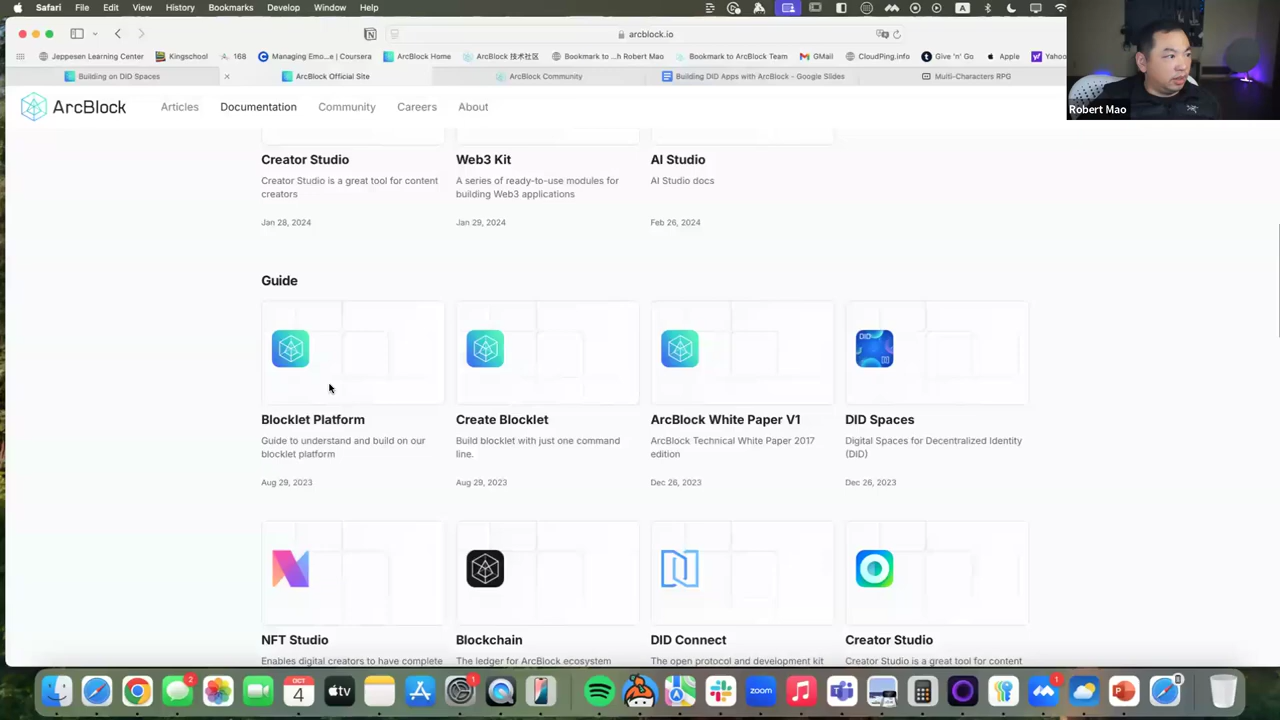 Safari File Edit View History Bookmarks Develop Window Help
arcblock.io
Jeppesen Learning Center Kingschool 168 Managing Emo...| Coursera ArcBlock Home ArcBlock 技术社区 Bookmark to...h Robert Mao Bookmark to ArcBlock Team GMail CloudPing.info Give 'n' Go Apple Yahoo
Building on DID Spaces ArcBlock Official Site ArcBlock Community Building DID Apps with ArcBlock - Google Slides Multi-Characters RPG
Robert Mao
ArcBlock Articles Documentation Community Careers About
Creator Studio Web3 Kit AI Studio
Creator Studio is a great tool for content A series of ready-to-use modules for AI Studio docs
creators building Web3 applications
Jan 28, 2024 Jan 29, 2024 Feb 26, 2024
Guide
DID
Blocklet Platform Create Blocklet ArcBlock White Paper V1 DID Spaces
Guide to understand and build on our Build blocklet with just one command ArcBlock Technical White Paper 2017 Digital Spaces for Decentralized Identity
blocklet platform line. edition (DID)
Aug 29, 2023 Aug 29, 2023 Dec 26, 2023 Dec 26, 2023
NFT Studio Blockchain DID Connect Creator Studio
Enables digital creators to have complete The ledger for ArcBlock ecosystem The open protocol and development kit Creator Studio is a great tool for content
2 OCT 4 tv 1 zoom 1